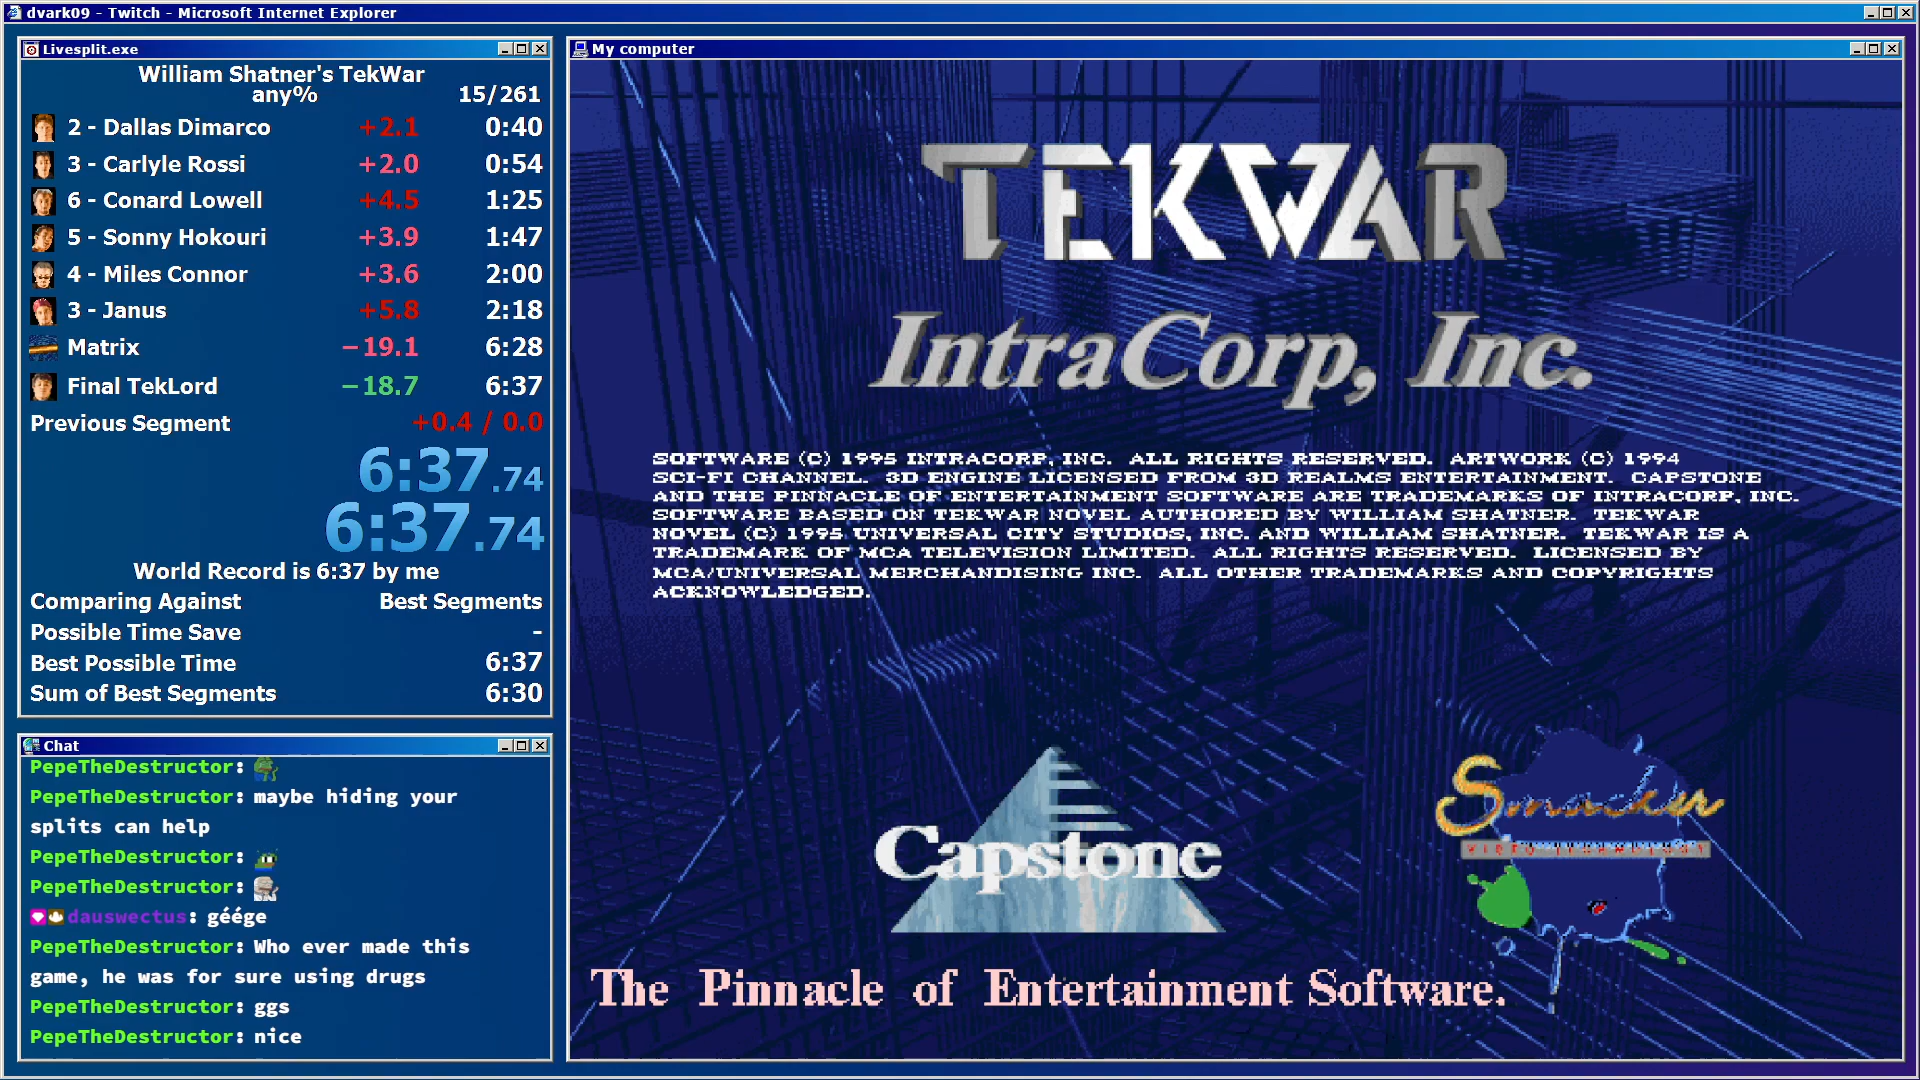 dvark09 - Twitch - Microsoft Internet Explorer
Livesplit.exe
William Shatner's TekWar
any% 15/261
2 - Dallas Dimarco +2.1 0:40
3 - Carlyle Rossi +2.0 0:54
6 - Conard Lowell +4.5 1:25
5 - Sonny Hokouri +3.9 1:47
4 - Miles Connor +3.6 2:00
3 - Janus +5.8 2:18
Matrix −19.1 6:28
Final TekLord −18.7 6:37
Previous Segment +0.4 / 0.0
6:37.74
6:37.74
World Record is 6:37 by me
Comparing Against Best Segments
Possible Time Save -
Best Possible Time 6:37
Sum of Best Segments 6:30
Chat
PepeTheDestructor:
PepeTheDestructor: maybe hiding your
splits can help
PepeTheDestructor:
PepeTheDestructor:
dauswectus: géége
PepeTheDestructor: Who ever made this
game, he was for sure using drugs
PepeTheDestructor: ggs
PepeTheDestructor: nice
My computer
TEKWAR
IntraCorp, Inc.
SOFTWARE (C) 1995 INTRACORP, INC. ALL RIGHTS RESERVED. ARTWORK (C) 1994
SCI-FI CHANNEL. 3D ENGINE LICENSED FROM 3D REALMS ENTERTAINMENT. CAPSTONE
AND THE PINNACLE OF ENTERTAINMENT SOFTWARE ARE TRADEMARKS OF INTRACORP, INC.
SOFTWARE BASED ON TEKWAR NOVEL AUTHORED BY WILLIAM SHATNER. TEKWAR
NOVEL (C) 1995 UNIVERSAL CITY STUDIOS, INC. AND WILLIAM SHATNER. TEKWAR IS A
TRADEMARK OF MCA TELEVISION LIMITED. ALL RIGHTS RESERVED. LICENSED BY
MCA/UNIVERSAL MERCHANDISING INC. ALL OTHER TRADEMARKS AND COPYRIGHTS
ACKNOWLEDGED.
Capstone
Smacker
VIDEO TECHNOLOGY
The Pinnacle of Entertainment Software.